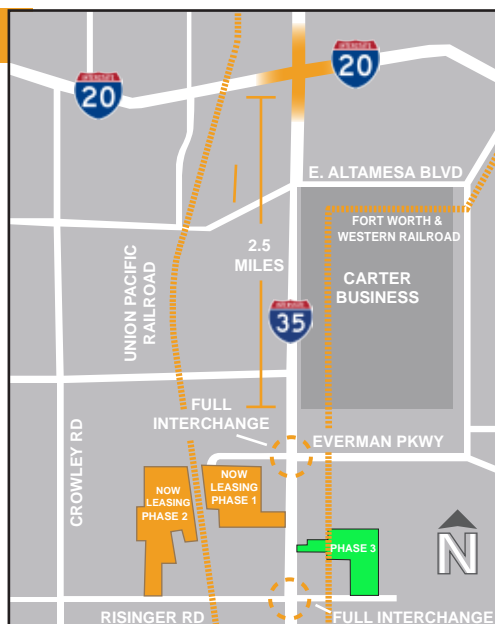 INTERSTATE
20
INTERSTATE
20
E. ALTAMESA BLVD
FORT WORTH &
WESTERN RAILROAD
2.5
MILES
UNION PACIFIC
RAILROAD
CARTER
BUSINESS
INTERSTATE
35
FULL
INTERCHANGE
EVERMAN PKWY
CROWLEY RD
NOW
LEASING
PHASE 1
NOW
LEASING
PHASE 2
PHASE 3
N
RISINGER RD
FULL INTERCHANGE